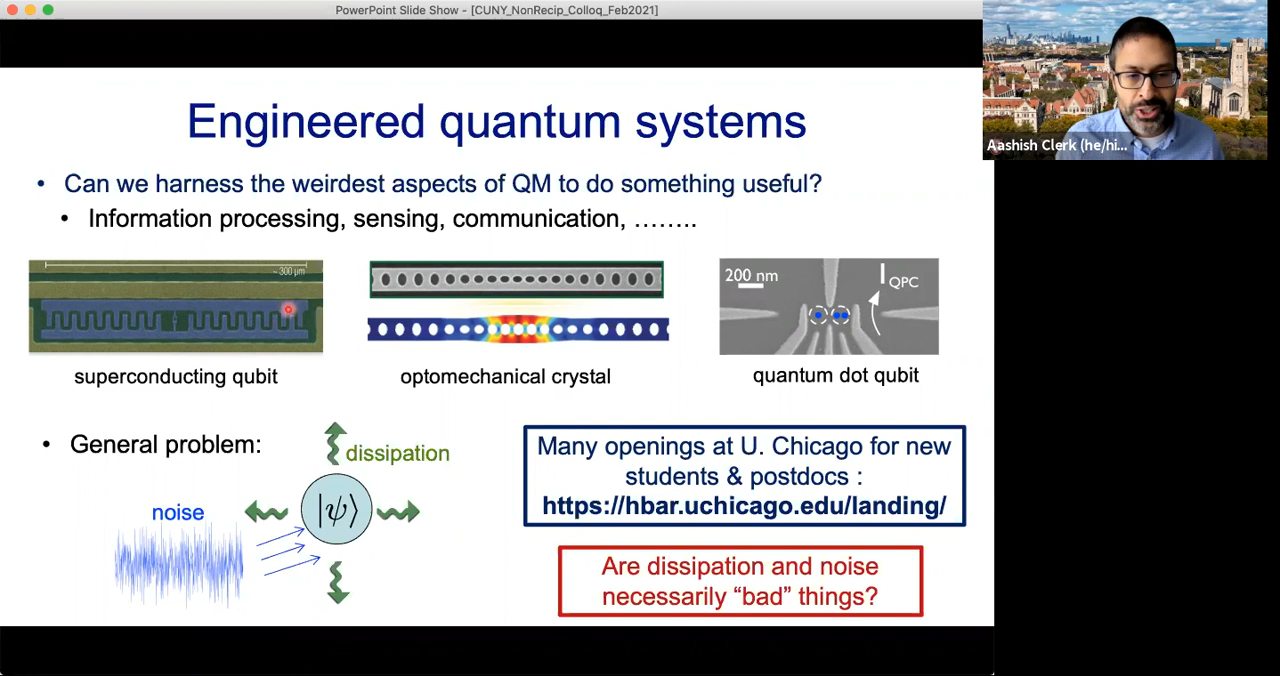 PowerPoint Slide Show - [CUNY_NonRecip_Colloq_Feb2021]
Aashish Clerk (he/hi...
Engineered quantum systems
• Can we harness the weirdest aspects of QM to do something useful?
• Information processing, sensing, communication, ……..
~ 300 μm
200 nm
I QPC
superconducting qubit
optomechanical crystal
quantum dot qubit
• General problem:
dissipation
noise
|ψ⟩
Many openings at U. Chicago for new
students & postdocs :
https://hbar.uchicago.edu/landing/
Are dissipation and noise
necessarily “bad” things?